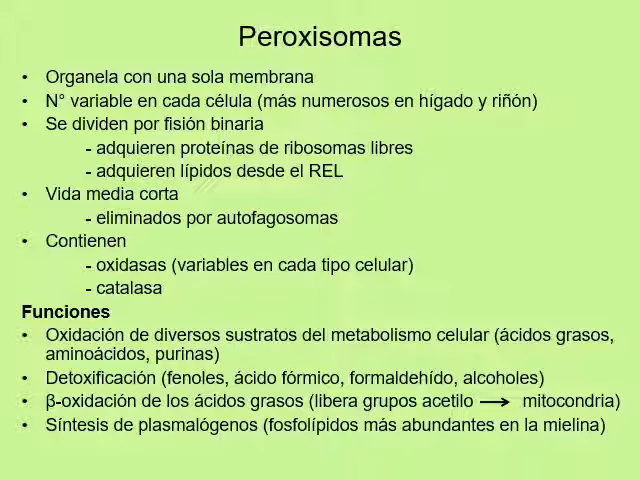 Peroxisomas
• Organela con una sola membrana
• N° variable en cada célula (más numerosos en hígado y riñón)
• Se dividen por fisión binaria
- adquieren proteínas de ribosomas libres
- adquieren lípidos desde el REL
• Vida media corta
- eliminados por autofagosomas
• Contienen
- oxidasas (variables en cada tipo celular)
- catalasa
Funciones
• Oxidación de diversos sustratos del metabolismo celular (ácidos grasos,
aminoácidos, purinas)
• Detoxificación (fenoles, ácido fórmico, formaldehído, alcoholes)
• β-oxidación de los ácidos grasos (libera grupos acetilo → mitocondria)
• Síntesis de plasmalógenos (fosfolípidos más abundantes en la mielina)